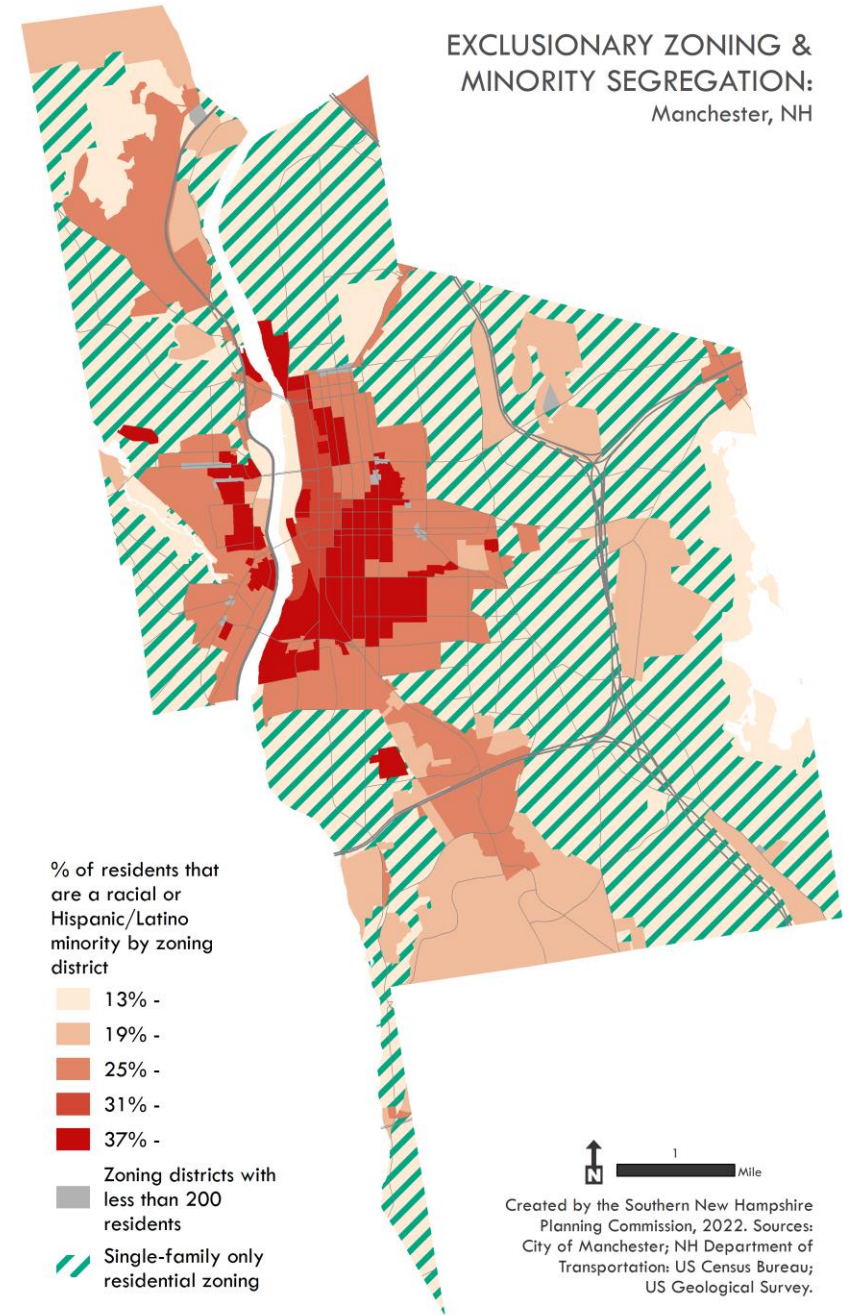 EXCLUSIONARY ZONING &
MINORITY SEGREGATION:
Manchester, NH
% of residents that
are a racial or
Hispanic/Latino
minority by zoning
district
13% -
19% -
25% -
31% -
37% -
Zoning districts with
less than 200
residents
Single-family only
residential zoning
N
1
Mile
Created by the Southern New Hampshire
Planning Commission, 2022. Sources:
City of Manchester; NH Department of
Transportation: US Census Bureau;
US Geological Survey.